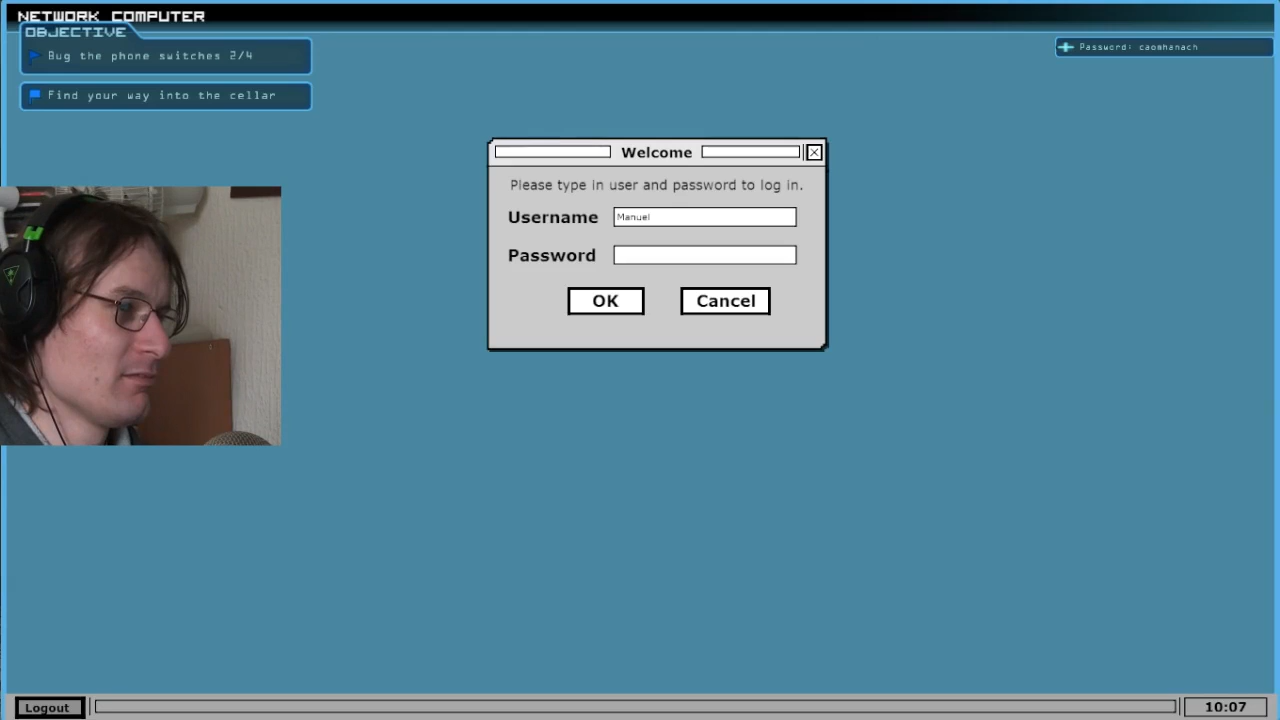 NETWORK COMPUTER
OBJECTIVE
Bug the phone switches 2/4
Find your way into the cellar
Password: caomhanach
Welcome
Please type in user and password to log in.
Username Manuel
Password
OK Cancel
Logout
10:07